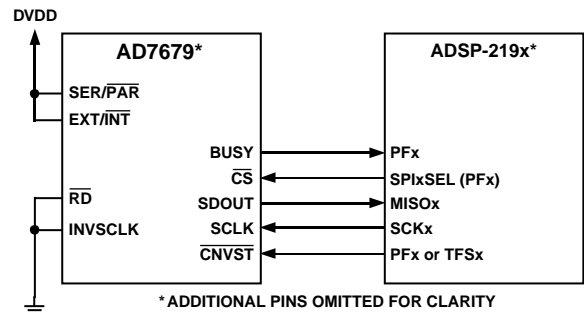 DVDD
AD7679*
ADSP-219x*
SER/PAR
EXT/INT
BUSY
PFx
CS
SPIxSEL (PFx)
RD
SDOUT
MISOx
INVSCLK
SCLK
SCKx
CNVST
PFx or TFSx
*ADDITIONAL PINS OMITTED FOR CLARITY